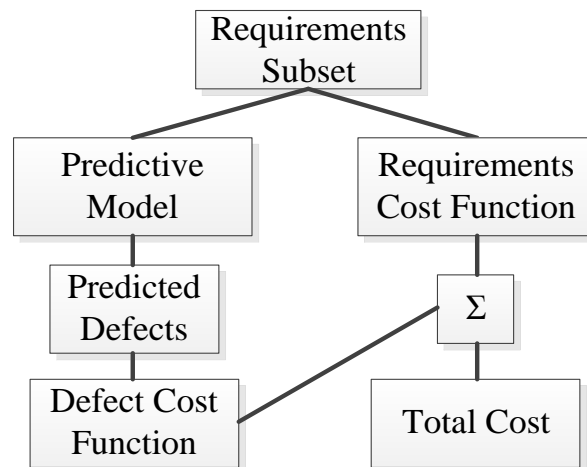 Requirements
Subset
Predictive
Model
Requirements
Cost Function
Predicted
Defects
Σ
Defect Cost
Function
Total Cost